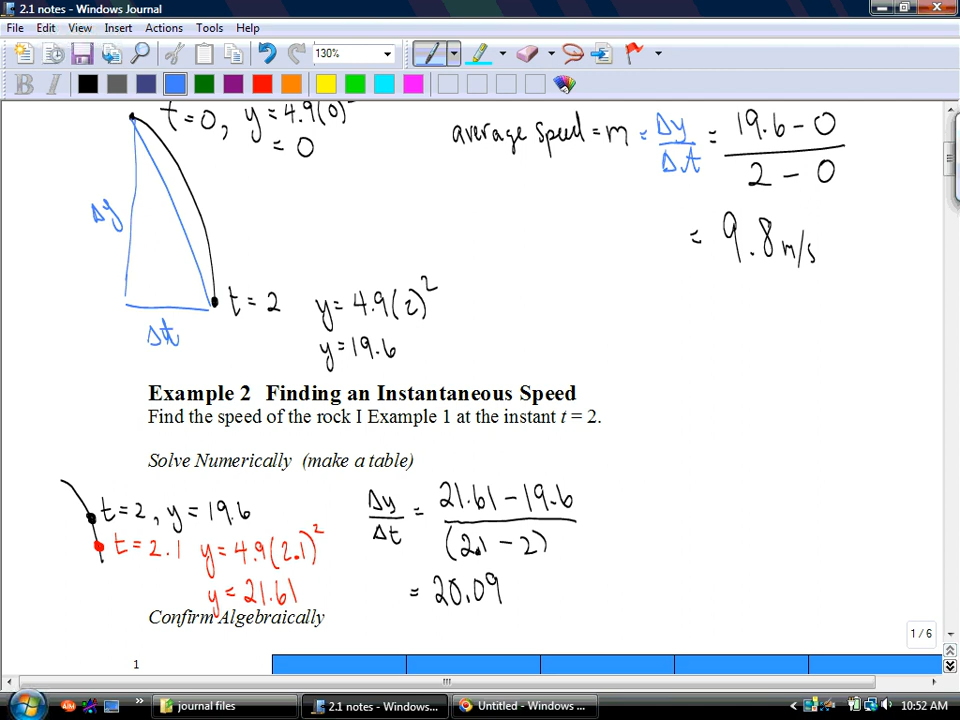 2.1 notes - Windows Journal
File Edit View Insert Actions Tools Help
130%
B I
t = 0, y = 4.9(0)²
= 0
average speed = m = Δy/Δt = 19.6 - 0 / 2 - 0
= 9.8 m/s
Δy
t = 2 y = 4.9(2)²
Δt
y = 19.6
Example 2 Finding an Instantaneous Speed
Find the speed of the rock I Example 1 at the instant t = 2.
Solve Numerically (make a table)
t = 2, y = 19.6
Δy/Δt = 21.61 - 19.6 / (2.1 - 2)
t = 2.1 y = 4.9(2.1)²
y = 21.61
= 20.09
Confirm Algebraically
1 / 6
1
journal files
2.1 notes - Windows...
Untitled - Windows ...
10:52 AM